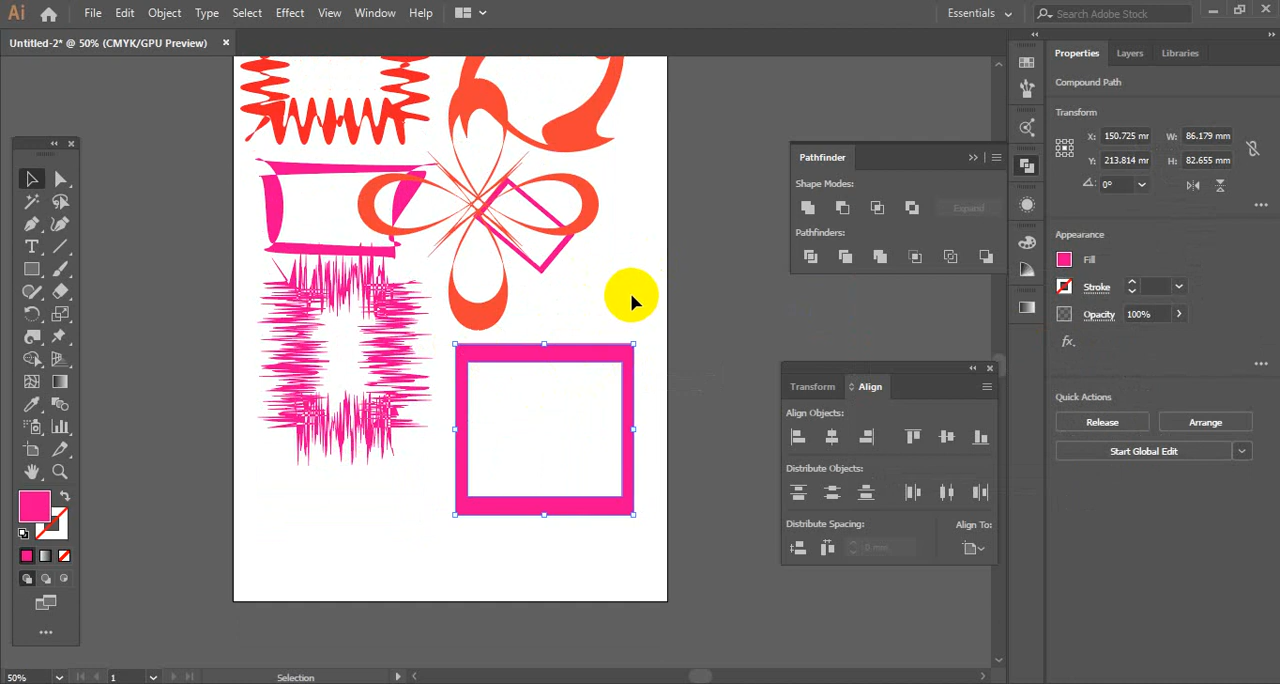 Ai File Edit Object Type Select Effect View Window Help Essentials Search Adobe Stock
Untitled-2* @ 50% (CMYK/GPU Preview) ×
Properties Layers Libraries
Compound Path
Transform
X: 150.725 mr W: 86.179 mm
Y: 213.814 mr H: 82.655 mm
0°
Appearance
Fill
Stroke
Opacity 100%
fx.
Quick Actions
Release Arrange
Start Global Edit
Pathfinder
Shape Modes:
Expand
Pathfinders:
Transform Align
Align Objects:
Distribute Objects:
Distribute Spacing: Align To:
0 mm
50% 1 Selection